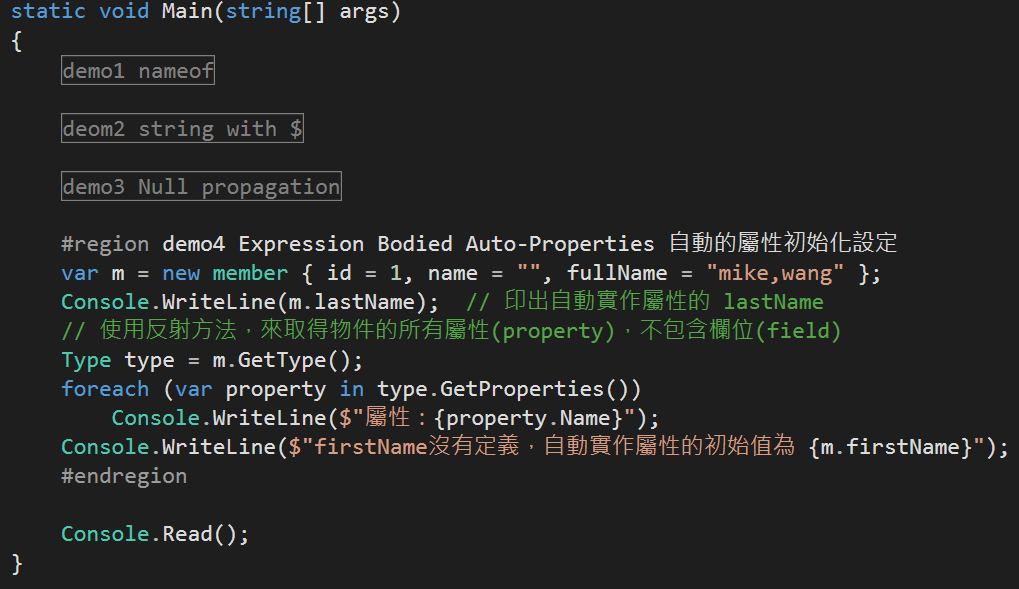 static void Main(string[] args)
{
demo1 nameof
deom2 string with $
demo3 Null propagation
#region demo4 Expression Bodied Auto-Properties 自動的屬性初始化設定
var m = new member { id = 1, name = "", fullName = "mike,wang" };
Console.WriteLine(m.lastName);  // 印出自動實作屬性的 lastName
// 使用反射方法，來取得物件的所有屬性(property)，不包含欄位(field)
Type type = m.GetType();
foreach (var property in type.GetProperties())
Console.WriteLine($"屬性：{property.Name}");
Console.WriteLine($"firstName沒有定義，自動實作屬性的初始值為 {m.firstName}");
#endregion
Console.Read();
}